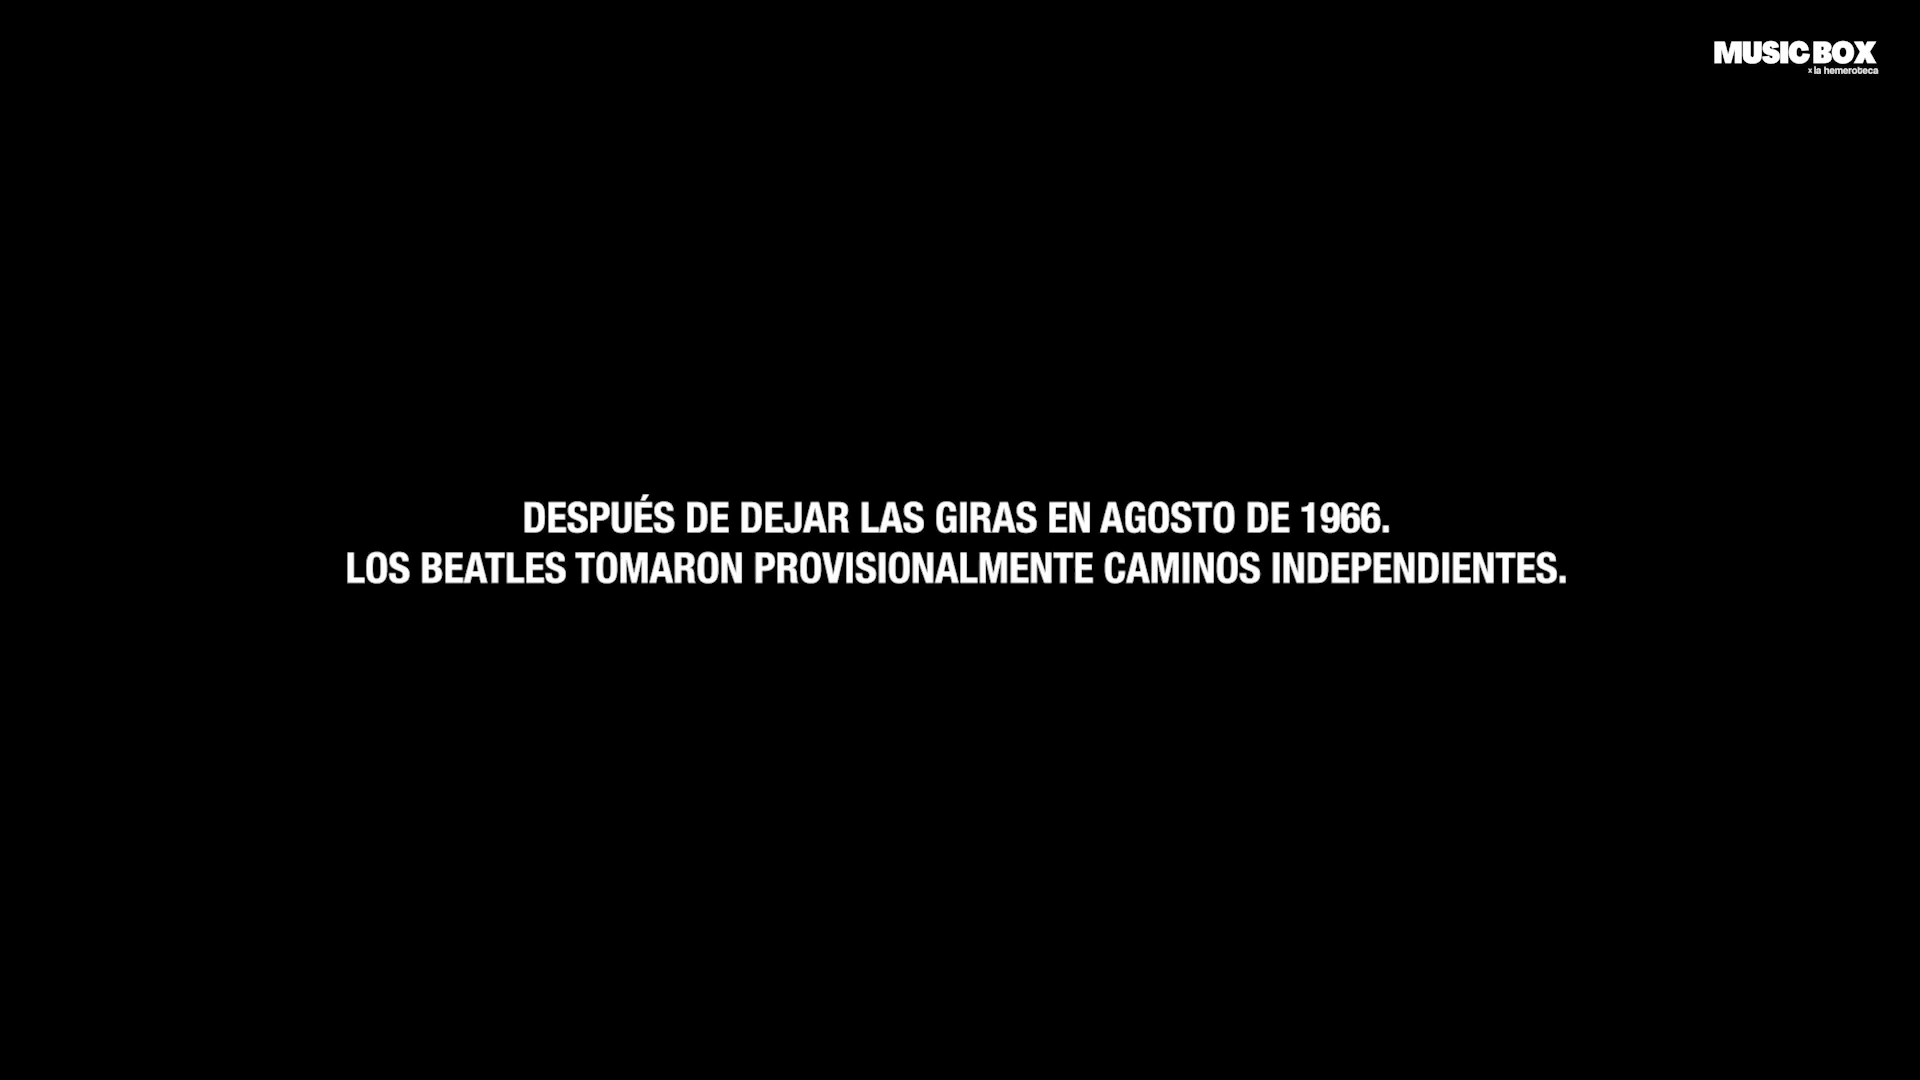 MUSIC BOX
x la hemeroteca
DESPUÉS DE DEJAR LAS GIRAS EN AGOSTO DE 1966.
LOS BEATLES TOMARON PROVISIONALMENTE CAMINOS INDEPENDIENTES.